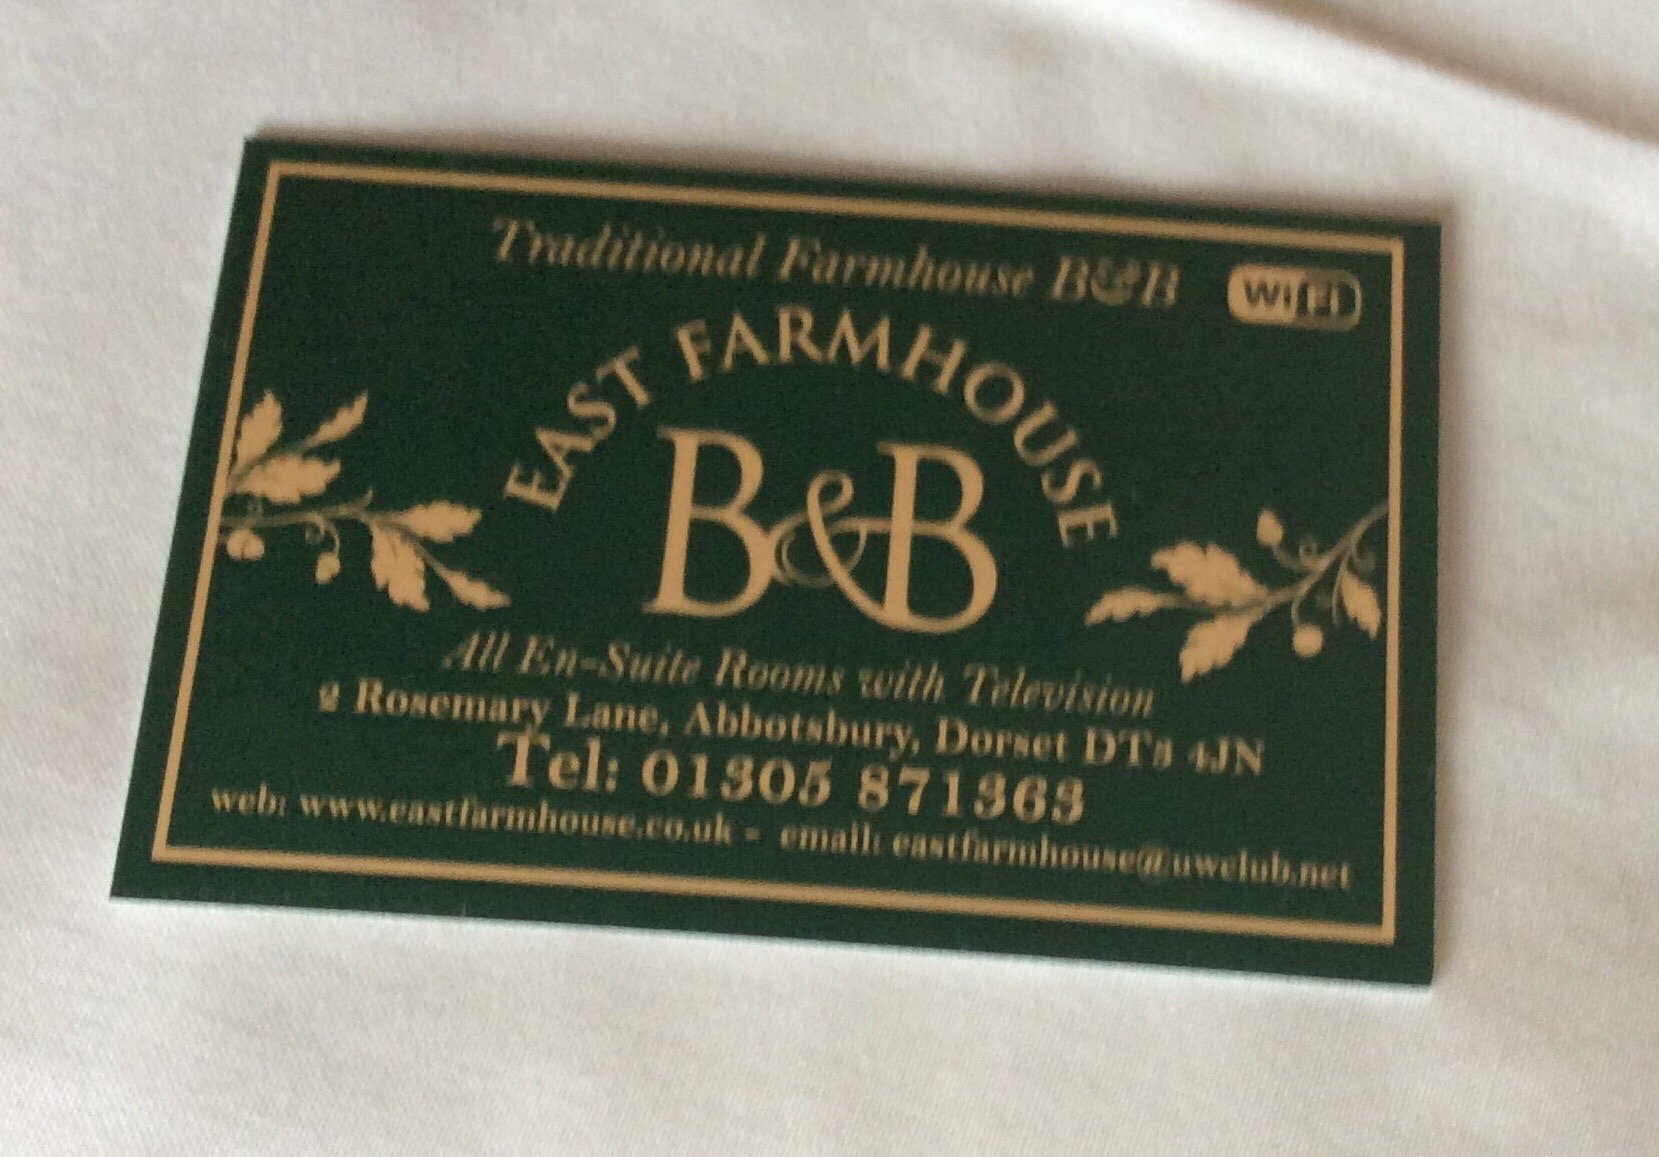 Traditional Farmhouse B&B
WiFi
EAST FARMHOUSE
B&B
All En-Suite Rooms with Television
2 Rosemary Lane, Abbotsbury, Dorset DT3 4JN
Tel: 01305 871363
web: www.eastfarmhouse.co.uk - email: eastfarmhouse@uwclub.net